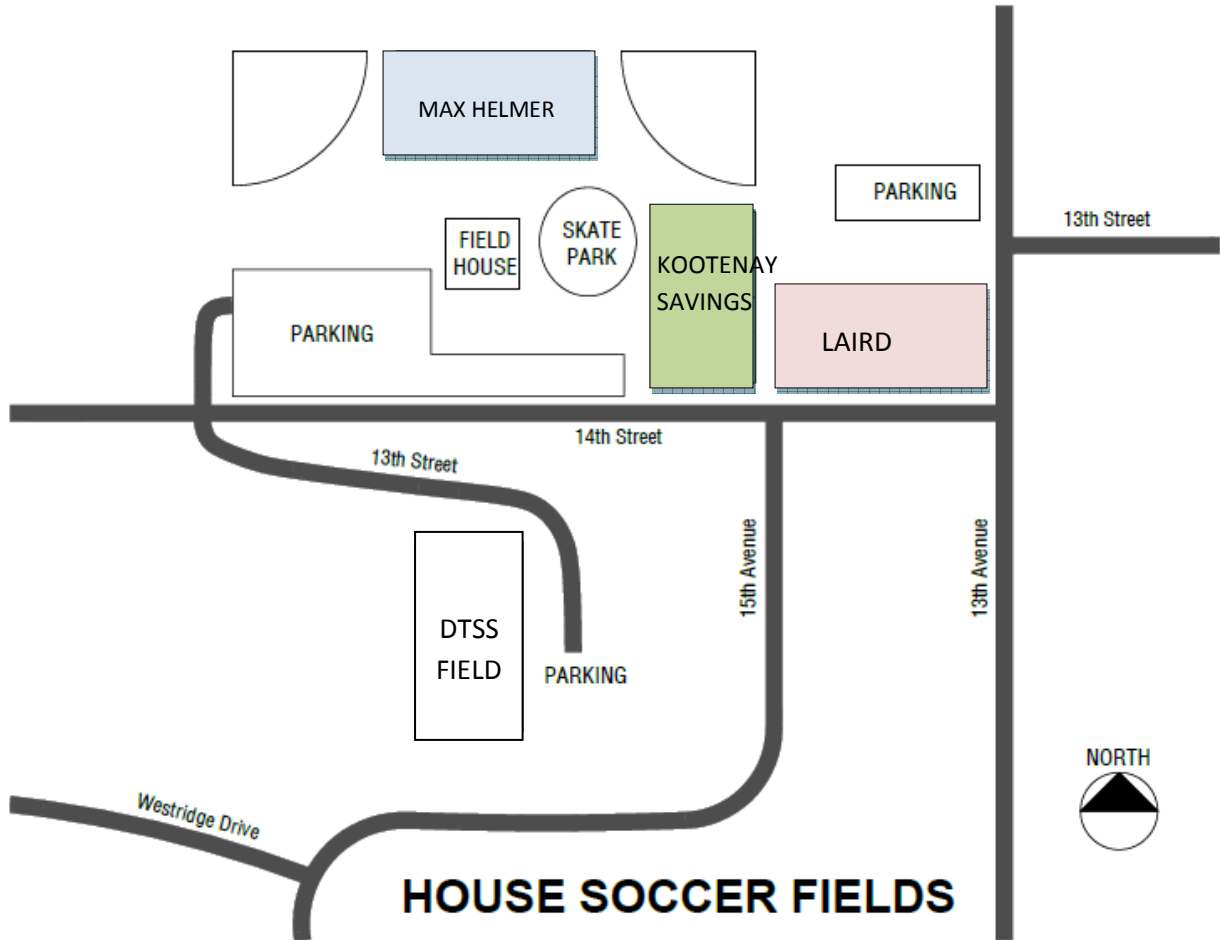 MAX HELMER
PARKING
13th Street
FIELD
HOUSE
SKATE
PARK
KOOTENAY
SAVINGS
PARKING
LAIRD
14th Street
13th Street
15th Avenue
13th Avenue
DTSS
FIELD
PARKING
NORTH
Westridge Drive
HOUSE SOCCER FIELDS